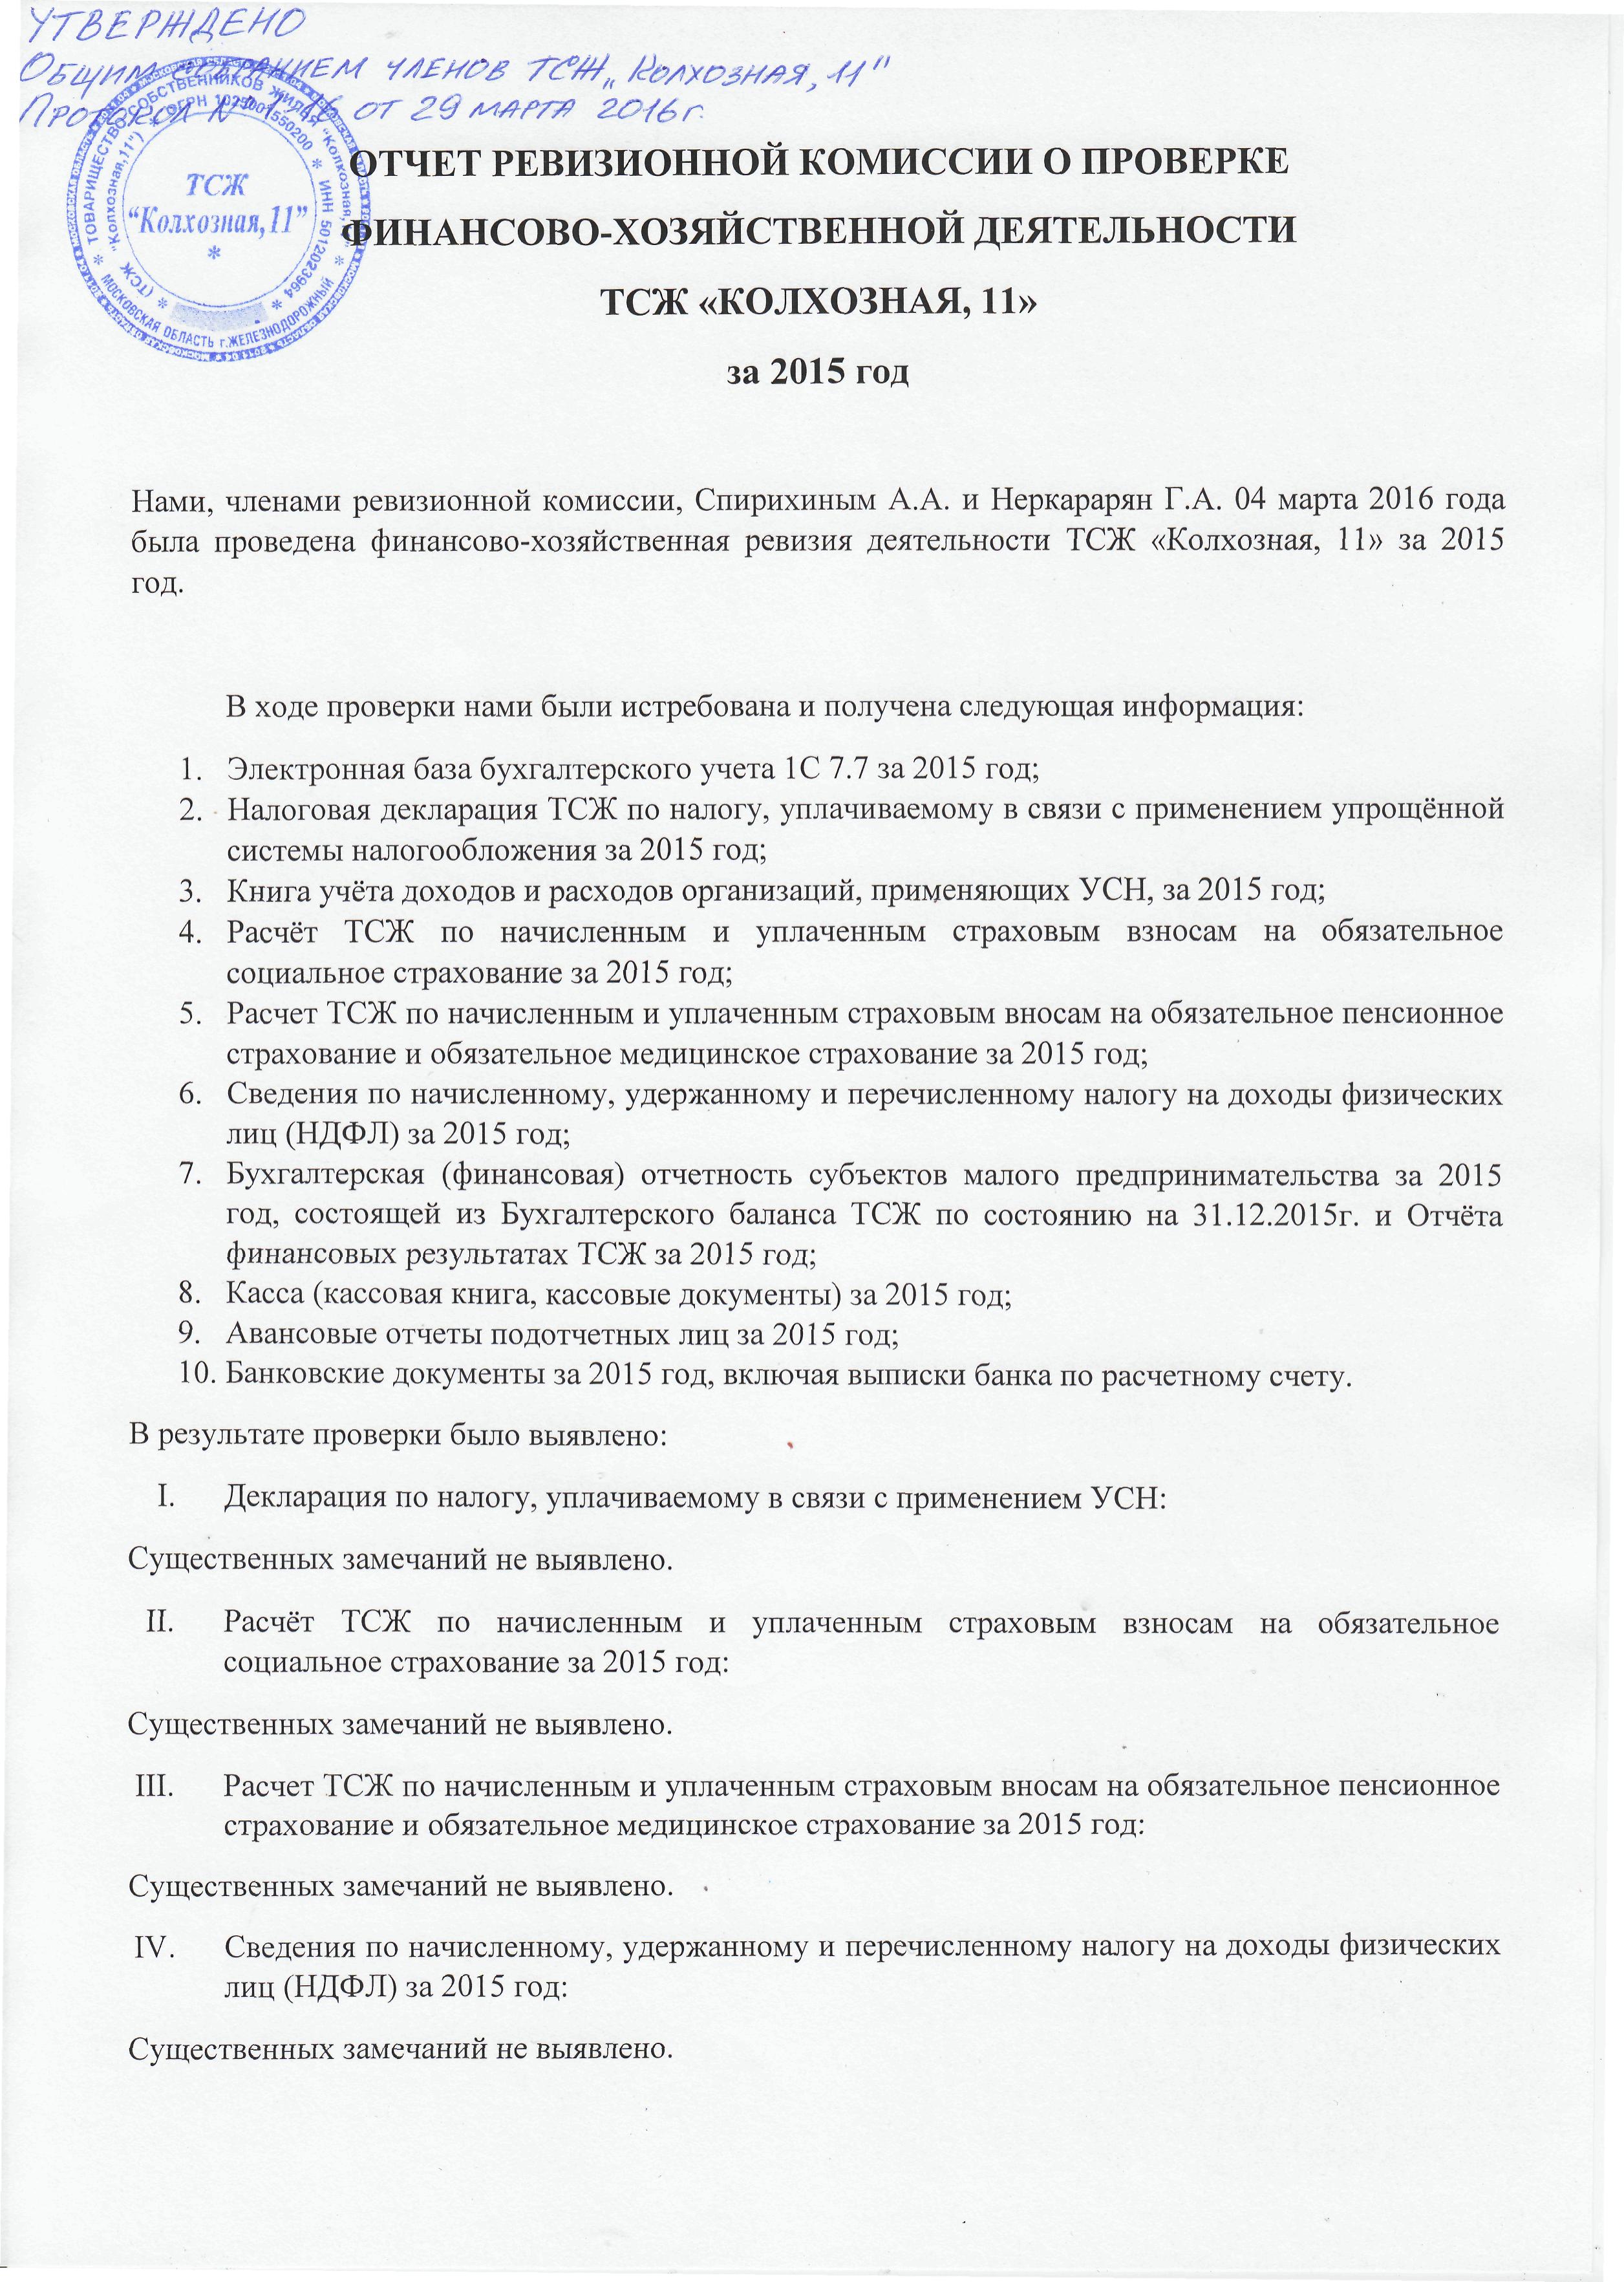 УТВЕРЖДЕНО
ОБЩИМ СОБРАНИЕМ ЧЛЕНОВ ТСЖ „КОЛХОЗНАЯ, 11"
ПРОТОКОЛ ОТ 29 МАРТА 2016 г.
ТОВАРИЩЕСТВО СОБСТВЕННИКОВ ЖИЛЬЯ "Колхозная, 11"
МОСКОВСКАЯ ОБЛАСТЬ г.ЖЕЛЕЗНОДОРОЖНЫЙ
(ТСЖ "Колхозная,11") * ОГРН 1025001550200 * ИНН 5012023964 *
ТСЖ
“Колхозная,11”
*
ОТЧЕТ РЕВИЗИОННОЙ КОМИССИИ О ПРОВЕРКЕ
ФИНАНСОВО-ХОЗЯЙСТВЕННОЙ ДЕЯТЕЛЬНОСТИ
ТСЖ «КОЛХОЗНАЯ, 11»
за 2015 год
Нами, членами ревизионной комиссии, Спирихиным А.А. и Неркарарян Г.А. 04 марта 2016 года
была проведена финансово-хозяйственная ревизия деятельности ТСЖ «Колхозная, 11» за 2015
год.
В ходе проверки нами были истребована и получена следующая информация:
1. Электронная база бухгалтерского учета 1С 7.7 за 2015 год;
2. Налоговая декларация ТСЖ по налогу, уплачиваемому в связи с применением упрощённой
системы налогообложения за 2015 год;
3. Книга учёта доходов и расходов организаций, применяющих УСН, за 2015 год;
4. Расчёт ТСЖ по начисленным и уплаченным страховым взносам на обязательное
социальное страхование за 2015 год;
5. Расчет ТСЖ по начисленным и уплаченным страховым вносам на обязательное пенсионное
страхование и обязательное медицинское страхование за 2015 год;
6. Сведения по начисленному, удержанному и перечисленному налогу на доходы физических
лиц (НДФЛ) за 2015 год;
7. Бухгалтерская (финансовая) отчетность субъектов малого предпринимательства за 2015
год, состоящей из Бухгалтерского баланса ТСЖ по состоянию на 31.12.2015г. и Отчёта
финансовых результатах ТСЖ за 2015 год;
8. Касса (кассовая книга, кассовые документы) за 2015 год;
9. Авансовые отчеты подотчетных лиц за 2015 год;
10. Банковские документы за 2015 год, включая выписки банка по расчетному счету.
В результате проверки было выявлено:
I. Декларация по налогу, уплачиваемому в связи с применением УСН:
Существенных замечаний не выявлено.
II. Расчёт ТСЖ по начисленным и уплаченным страховым взносам на обязательное
социальное страхование за 2015 год:
Существенных замечаний не выявлено.
III. Расчет ТСЖ по начисленным и уплаченным страховым вносам на обязательное пенсионное
страхование и обязательное медицинское страхование за 2015 год:
Существенных замечаний не выявлено.
IV. Сведения по начисленному, удержанному и перечисленному налогу на доходы физических
лиц (НДФЛ) за 2015 год:
Существенных замечаний не выявлено.